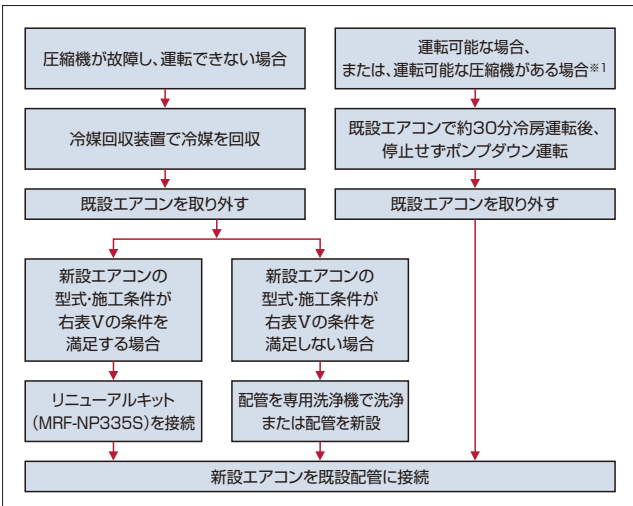 圧縮機が故障し、運転できない場合
冷媒回収装置で冷媒を回収
既設エアコンを取り外す
運転可能な場合、
または、運転可能な圧縮機がある場合※1
既設エアコンで約30分冷房運転後、
停止せずポンプダウン運転
既設エアコンを取り外す
新設エアコンの
型式・施工条件が
右表Vの条件を
満足する場合
リニューアルキット
(MRF-NP335S)を接続
新設エアコンの
型式・施工条件が
右表Vの条件を
満足しない場合
配管を専用洗浄機で洗浄
または配管を新設
新設エアコンを既設配管に接続